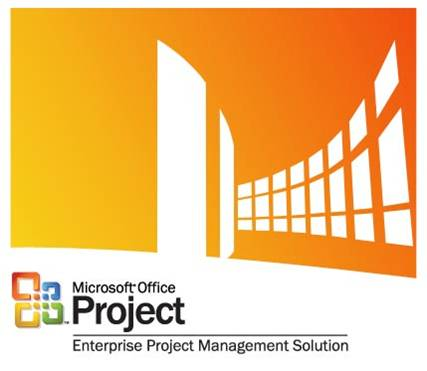 Microsoft® Office
Project
Enterprise Project Management Solution